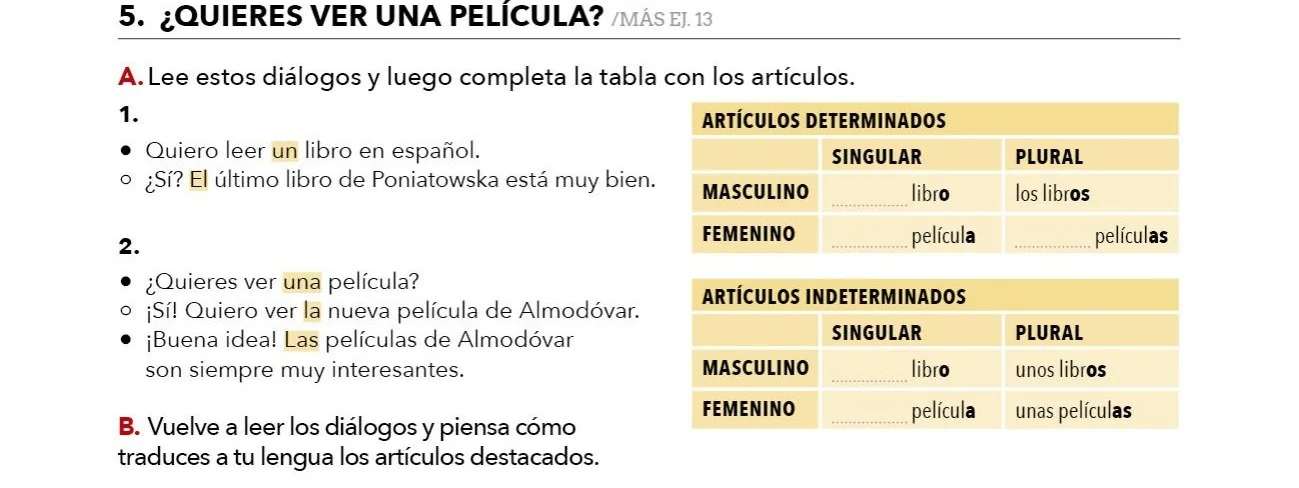 5. ¿QUIERES VER UNA PELÍCULA? /MÁS EJ. 13
A. Lee estos diálogos y luego completa la tabla con los artículos.
1.
● Quiero leer un libro en español.
○ ¿Sí? El último libro de Poniatowska está muy bien.
2.
● ¿Quieres ver una película?
○ ¡Sí! Quiero ver la nueva película de Almodóvar.
● ¡Buena idea! Las películas de Almodóvar
son siempre muy interesantes.
B. Vuelve a leer los diálogos y piensa cómo
traduces a tu lengua los artículos destacados.
ARTÍCULOS DETERMINADOS
SINGULAR PLURAL
MASCULINO ............... libro los libros
FEMENINO ............... película ............... películas
ARTÍCULOS INDETERMINADOS
SINGULAR PLURAL
MASCULINO ............... libro unos libros
FEMENINO ............... película unas películas